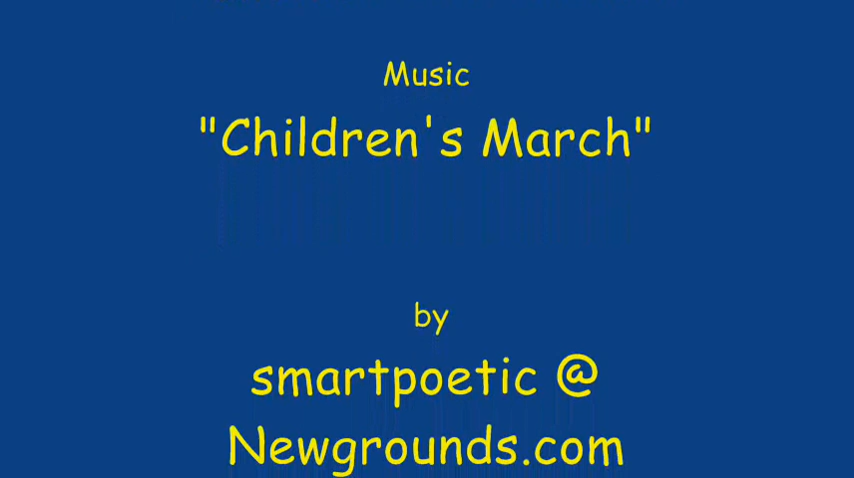 Music
"Children's March"
by
smartpoetic @
Newgrounds.com